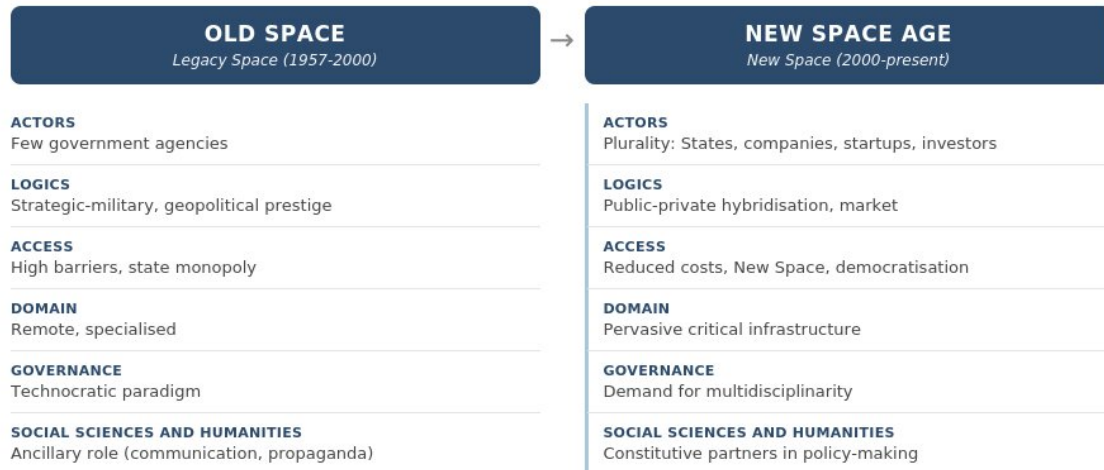 OLD SPACE
Legacy Space (1957-2000)
→
NEW SPACE AGE
New Space (2000-present)
ACTORS
Few government agencies
LOGICS
Strategic-military, geopolitical prestige
ACCESS
High barriers, state monopoly
DOMAIN
Remote, specialised
GOVERNANCE
Technocratic paradigm
SOCIAL SCIENCES AND HUMANITIES
Ancillary role (communication, propaganda)
ACTORS
Plurality: States, companies, startups, investors
LOGICS
Public-private hybridisation, market
ACCESS
Reduced costs, New Space, democratisation
DOMAIN
Pervasive critical infrastructure
GOVERNANCE
Demand for multidisciplinarity
SOCIAL SCIENCES AND HUMANITIES
Constitutive partners in policy-making